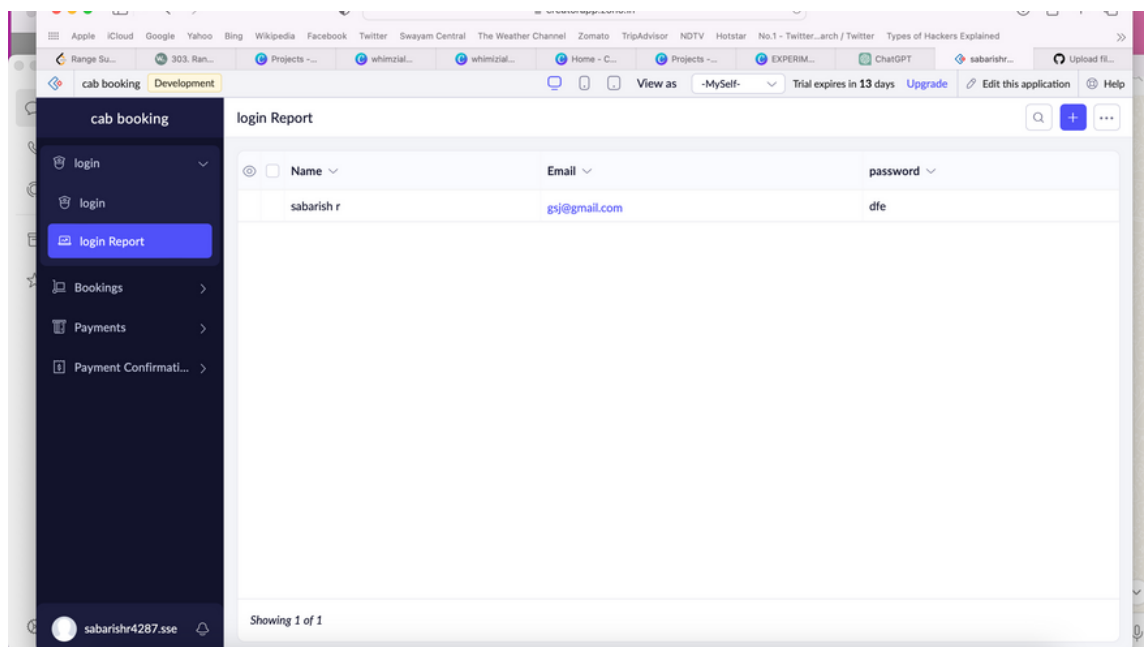 Apple iCloud Google Yahoo Bing Wikipedia Facebook Twitter Swayam Central The Weather Channel Zomato TripAdvisor NDTV Hotstar No.1 - Twitter...arch / Twitter Types of Hackers Explained
Range Su... 303. Ran... Projects -... whimzial... whimizial... Home - C... Projects -... EXPERIM... ChatGPT sabarishr... Upload fil...
cab booking Development View as -MySelf- Trial expires in 13 days Upgrade Edit this application Help
cab booking login Report
login
login
login Report
Bookings
Payments
Payment Confirmati...
Name Email password
sabarish r gsj@gmail.com dfe
Showing 1 of 1
sabarishr4287.sse